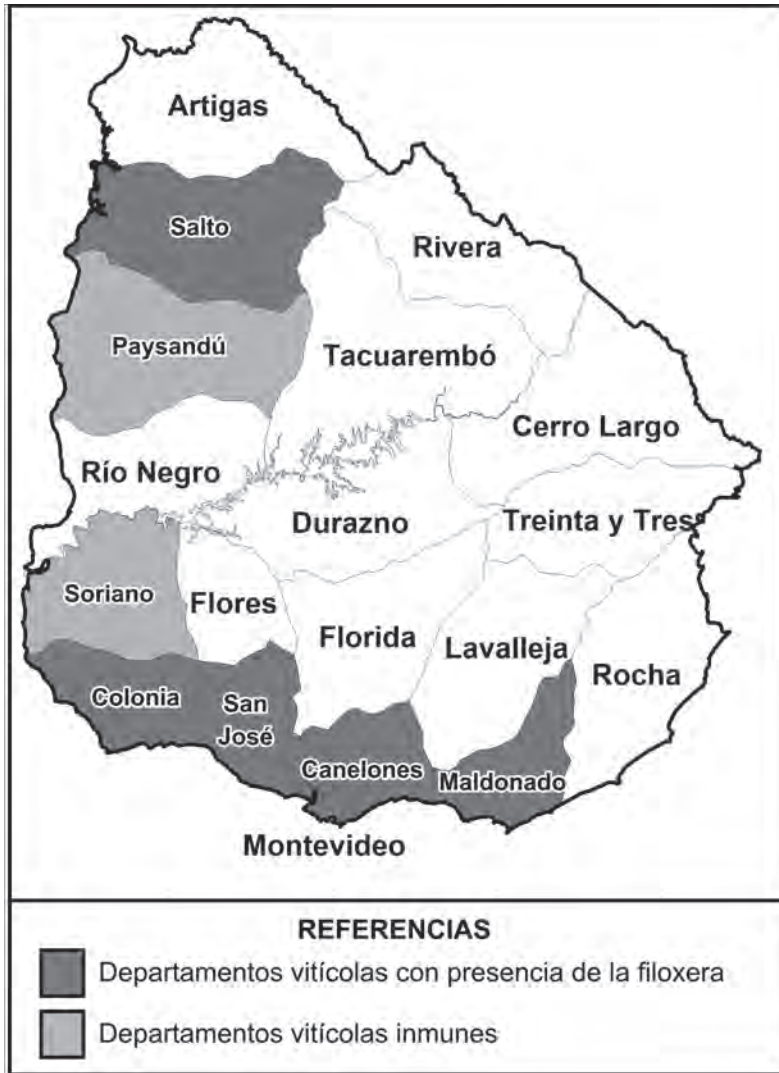 Artigas
Salto
Rivera
Paysandú
Tacuarembó
Cerro Largo
Río Negro
Durazno
Treinta y Tres
Soriano
Flores
Florida
Lavalleja
Rocha
Colonia
San
José
Canelones
Maldonado
Montevideo
REFERENCIAS
Departamentos vitícolas con presencia de la filoxera
Departamentos vitícolas inmunes